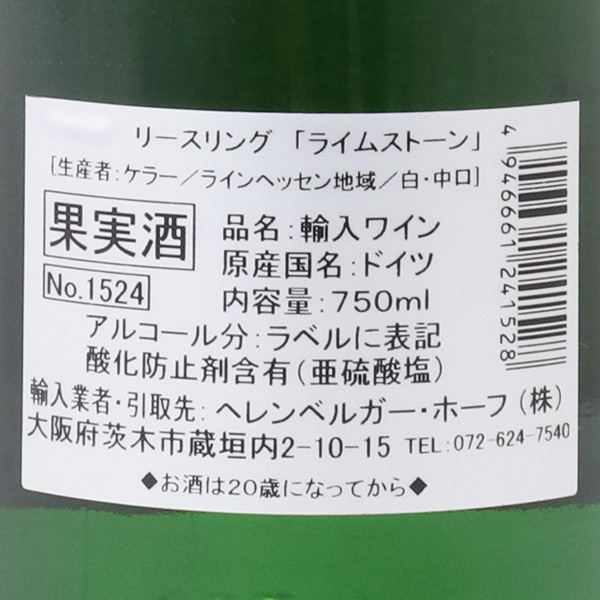 リースリング 「ライムストーン」
[生産者:ケラー/ラインヘッセン地域/白・中口]
果実酒
No.1524
品名:輸入ワイン
原産国名:ドイツ
内容量:750ml
アルコール分:ラベルに表記
酸化防止剤含有(亜硫酸塩)
輸入業者・引取先:ヘレンベルガー・ホーフ(株)
大阪府茨木市蔵垣内2-10-15 TEL:072-624-7540
◆お酒は20歳になってから◆
4 946661 241528